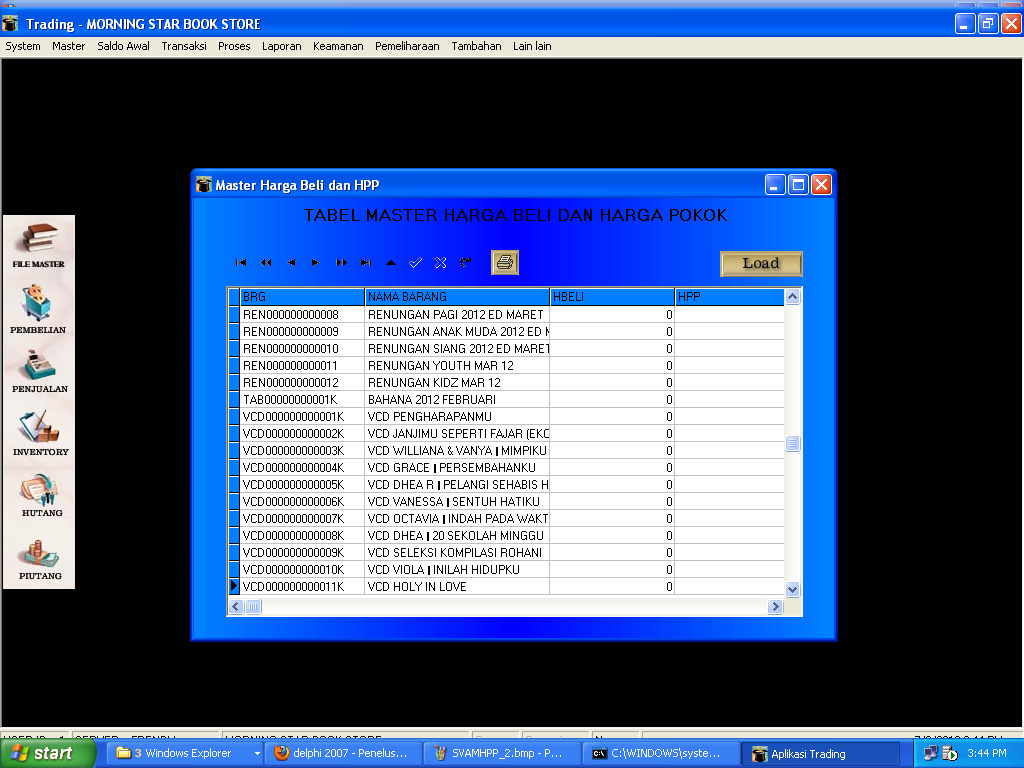 Trading - MORNING STAR BOOK STORE
System Master Saldo Awal Transaksi Proses Laporan Keamanan Pemeliharaan Tambahan Lain lain
Master Harga Beli dan HPP
TABEL MASTER HARGA BELI DAN HARGA POKOK
Load
BRG NAMA BARANG HBELI HPP
REN000000000008 RENUNGAN PAGI 2012 ED MARET 0
REN000000000009 RENUNGAN ANAK MUDA 2012 ED 0
REN000000000010 RENUNGAN SIANG 2012 ED MARET 0
REN000000000011 RENUNGAN YOUTH MAR 12 0
REN000000000012 RENUNGAN KIDZ MAR 12 0
TAB00000000001K BAHANA 2012 FEBRUARI 0
VCD000000000001K VCD PENGHARAPANMU 0
VCD000000000002K VCD JANJIMU SEPERTI FAJAR (EKC 0
VCD000000000003K VCD WILLIANA & VANYA | MIMPIKU 0
VCD000000000004K VCD GRACE | PERSEMBAHANKU 0
VCD000000000005K VCD DHEA R | PELANGI SEHABIS H 0
VCD000000000006K VCD VANESSA | SENTUH HATIKU 0
VCD000000000007K VCD OCTAVIA | INDAH PADA WAKT 0
VCD000000000008K VCD DHEA | 20 SEKOLAH MINGGU 0
VCD000000000009K VCD SELEKSI KOMPILASI ROHANI 0
VCD000000000010K VCD VIOLA | INILAH HIDUPKU 0
VCD000000000011K VCD HOLY IN LOVE 0
FILE MASTER
PEMBELIAN
PENJUALAN
INVENTORY
HUTANG
PIUTANG
start 3 Windows Explorer delphi 2007 - Penelus... SVAMHPP_2.bmp - P... C:\WINDOWS\syste... Aplikasi Trading 3:44 PM